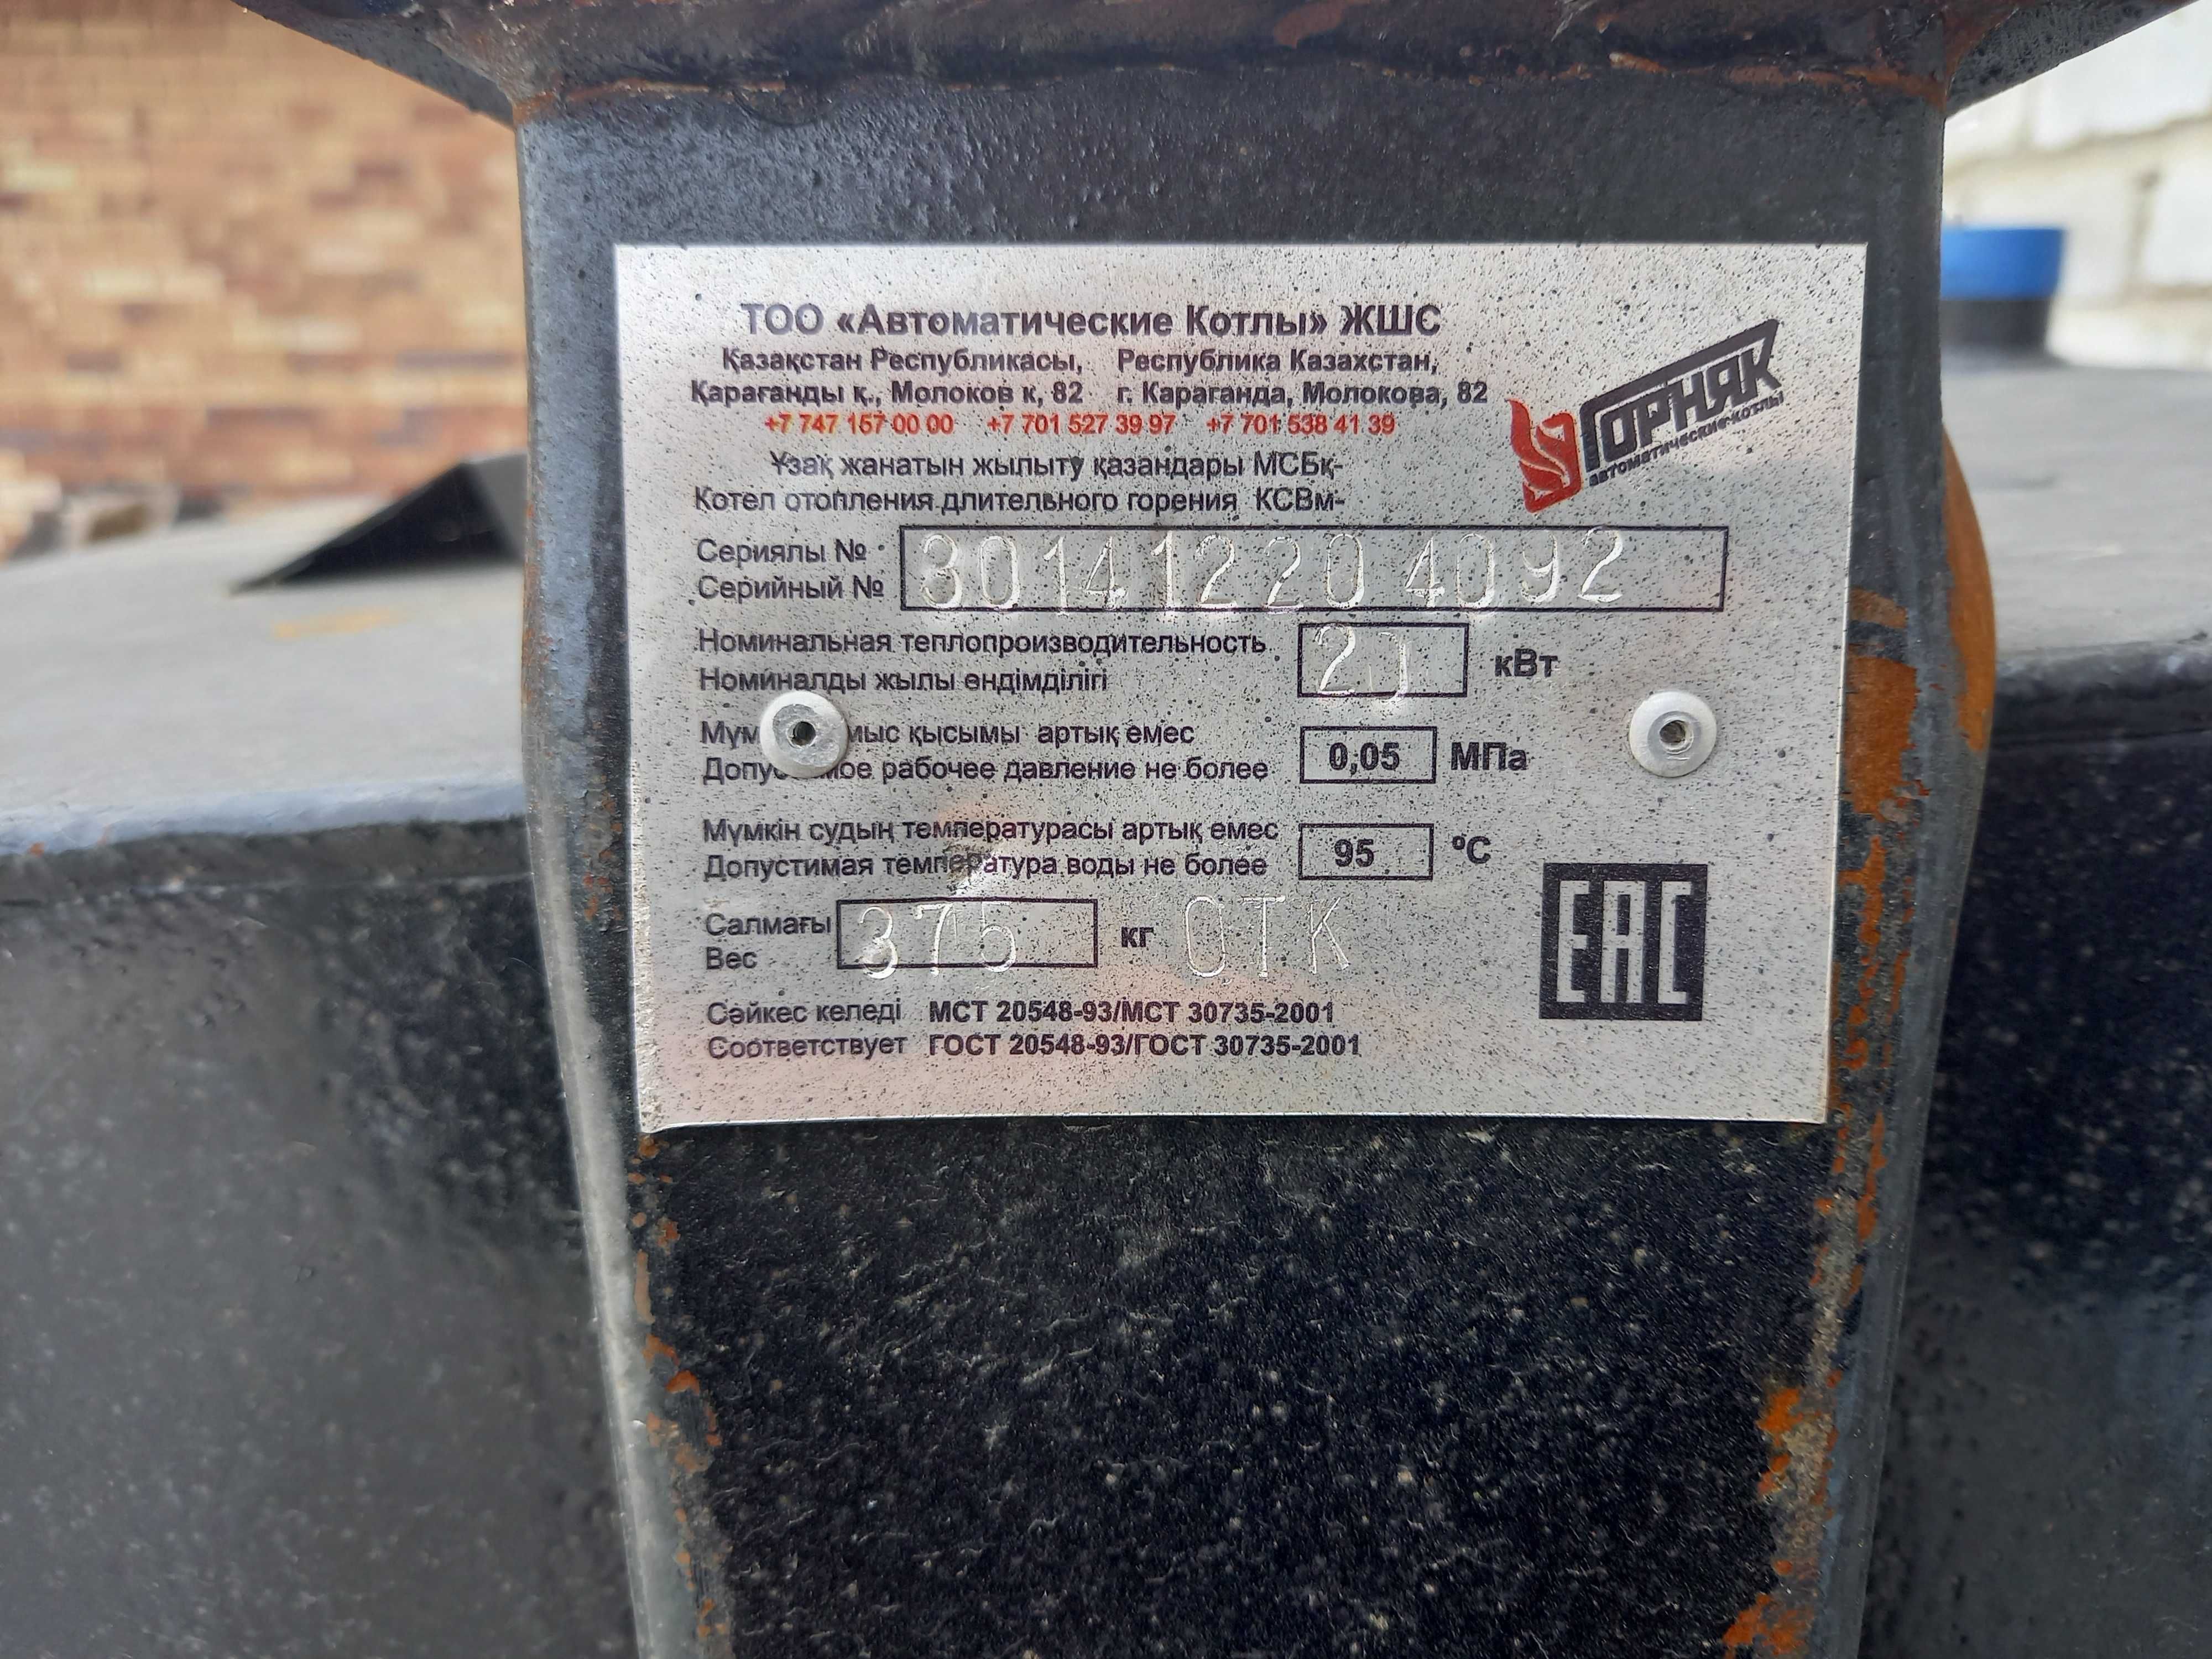 ТОО «Автоматические Котлы» ЖШС
Қазақстан Республикасы, Республика Казахстан,
Қарағанды қ., Молоков к, 82 г. Караганда, Молокова, 82
+7 747 157 00 00 +7 701 527 39 97 +7 701 538 41 39
ГОРНЯК
автоматические котлы
Ұзақ жанатын жылыту қазандары МСБқ-
Котел отопления длительного горения КСВм-
Сериялы №
Серийный №
30141220 4092
Номинальная теплопроизводительность
Номиналды жылы өндімділігі
кВт
қысымы артық емес
рабочее давление не более
0,05 МПа
Мүмкін судың температурасы артық емес
Допустимая температура воды не более
95 °С
Салмағы
Вес
375 кг ОТК
ЕАС
Сәйкес келеді МСТ 20548-93/МСТ 30735-2001
Соответствует ГОСТ 20548-93/ГОСТ 30735-2001